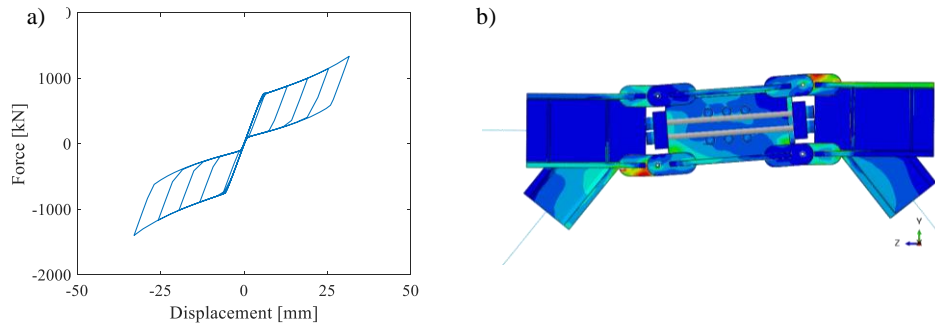 a)
b)
1000
0
-1000
-2000
-50
-25
0
25
50
Force [kN]
Displacement [mm]
Y
Z
X